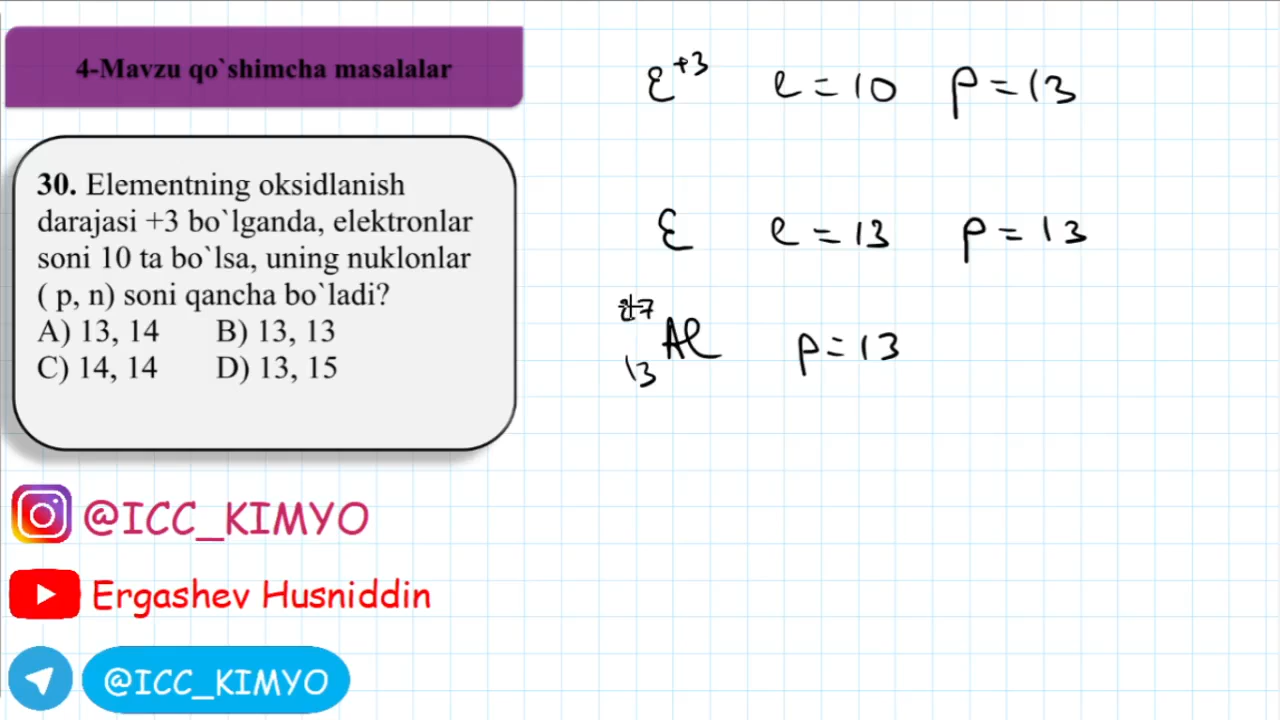 4-Mavzu qo`shimcha masalalar
30. Elementning oksidlanish
darajasi +3 bo`lganda, elektronlar
soni 10 ta bo`lsa, uning nuklonlar
( p, n) soni qancha bo`ladi?
A) 13, 14 B) 13, 13
C) 14, 14 D) 13, 15
@ICC_KIMYO
Ergashev Husniddin
@ICC_KIMYO
Ɛ+3 e = 10 p = 13
Ɛ e = 13 p = 13
27
13 Al p = 13